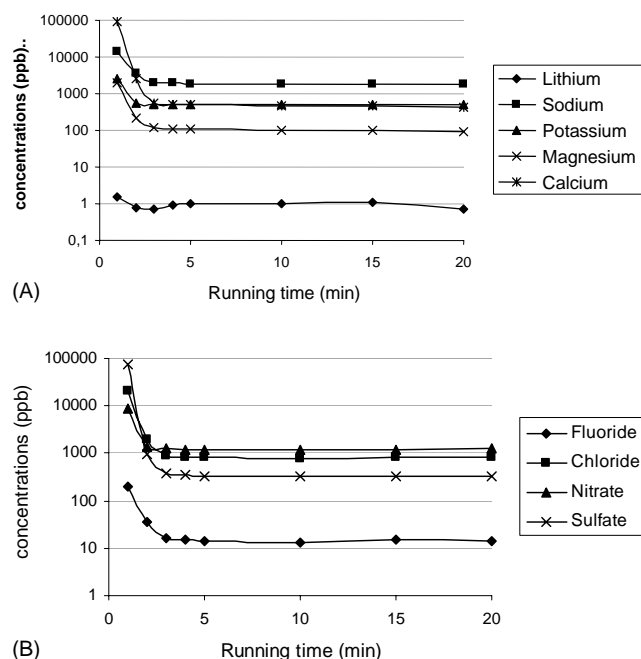 100000
10000
1000
100
10
1
0,1
concentrations (ppb)..
0
5
10
15
20
Running time (min)
Lithium
Sodium
Potassium
Magnesium
Calcium
(A)
100000
10000
1000
100
10
1
concentrations (ppb)
0
5
10
15
20
Running time (min)
Fluoride
Chloride
Nitrate
Sulfate
(B)